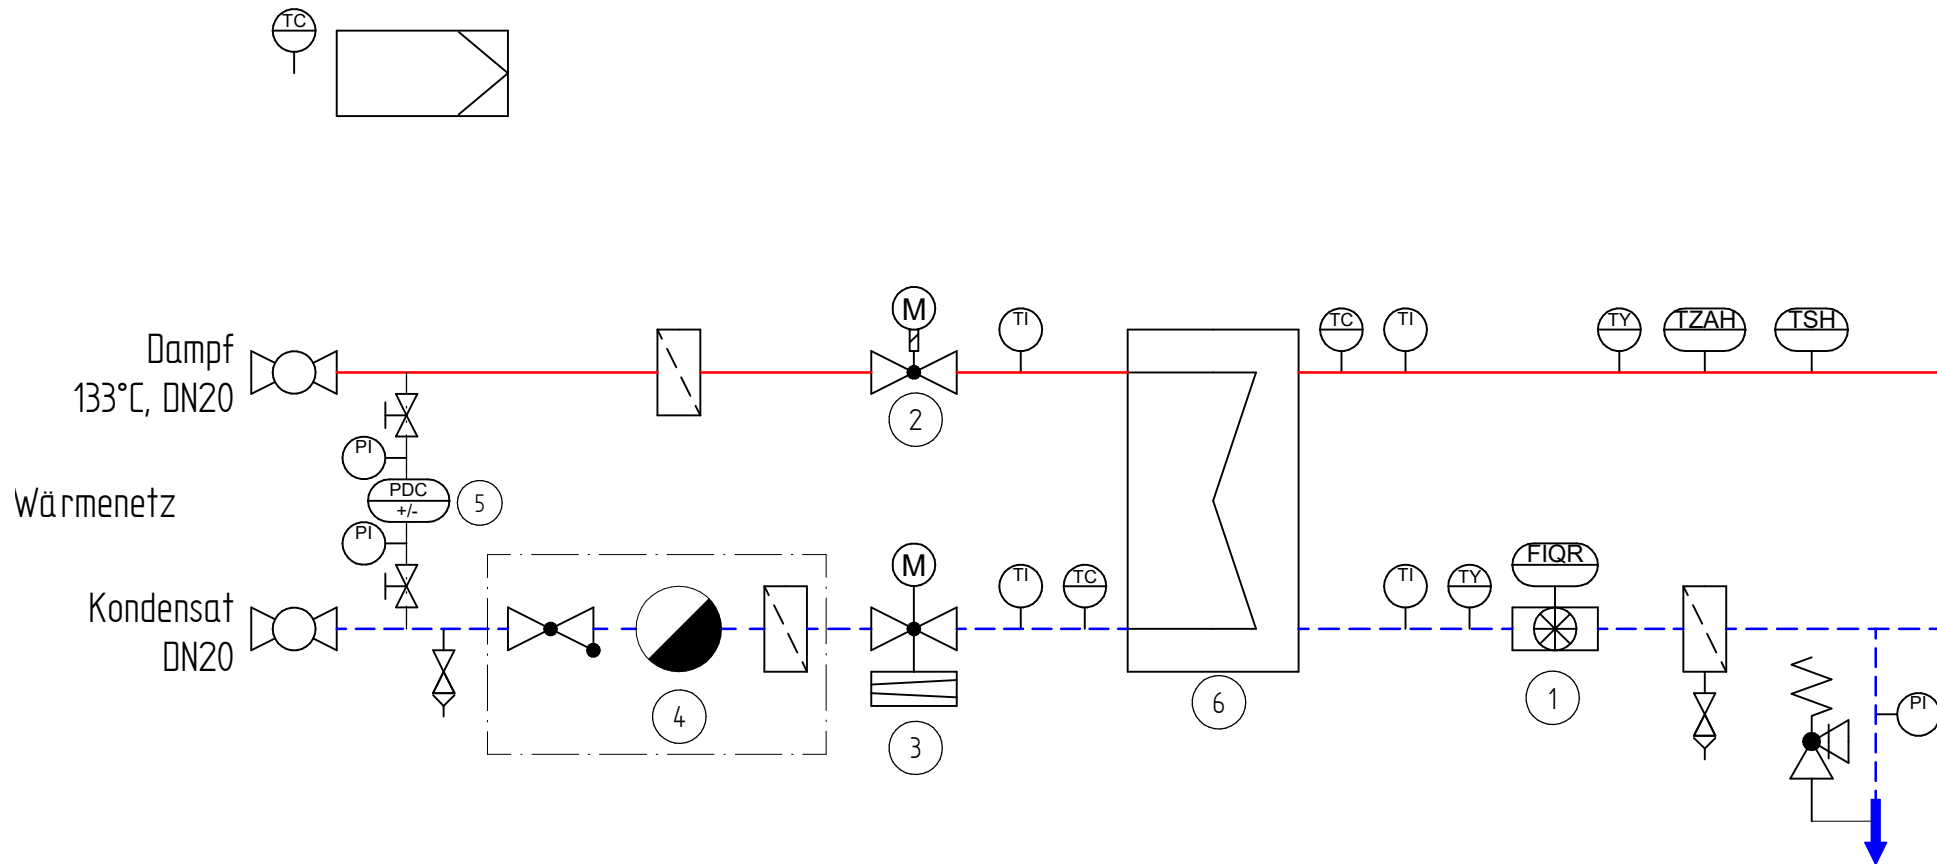 TC
M
TI
TC
TI
TY
TZAH
TSH
Dampf
133°C, DN20
2
PI
PDC
+/-
5
Wärmenetz
PI
M
TI
TC
TI
TY
FIQR
Kondensat
DN20
4
3
6
1
PI